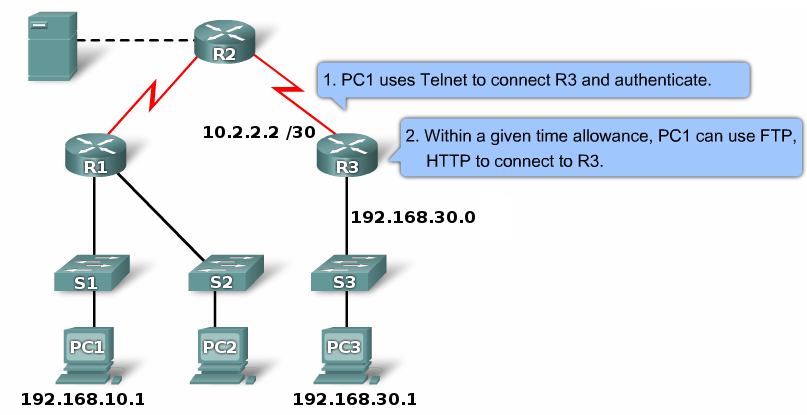 R2
1. PC1 uses Telnet to connect R3 and authenticate.
10.2.2.2 /30
2. Within a given time allowance, PC1 can use FTP,
HTTP to connect to R3.
R1
R3
192.168.30.0
S1
S2
S3
PC1
PC2
PC3
192.168.10.1
192.168.30.1